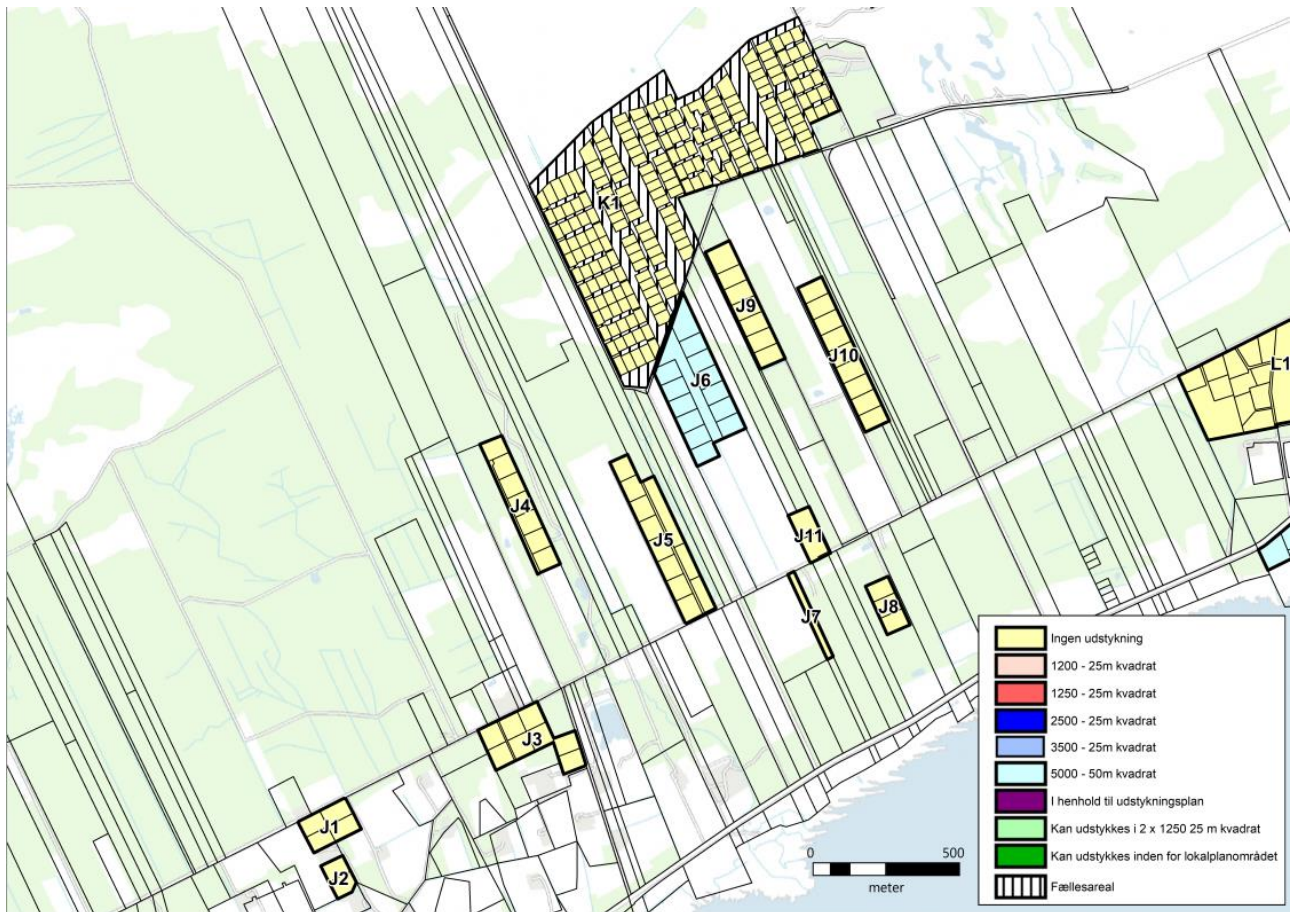 K1
J9
J10
J6
L1
J4
J5
J11
J7
J8
J3
J1
J2
Ingen udstykning
1200 - 25m kvadrat
1250 - 25m kvadrat
2500 - 25m kvadrat
3500 - 25m kvadrat
5000 - 50m kvadrat
I henhold til udstykningsplan
Kan udstykkes i 2 x 1250 25 m kvadrat
Kan udstykkes inden for lokalplanområdet
Fællesareal
0 500
meter